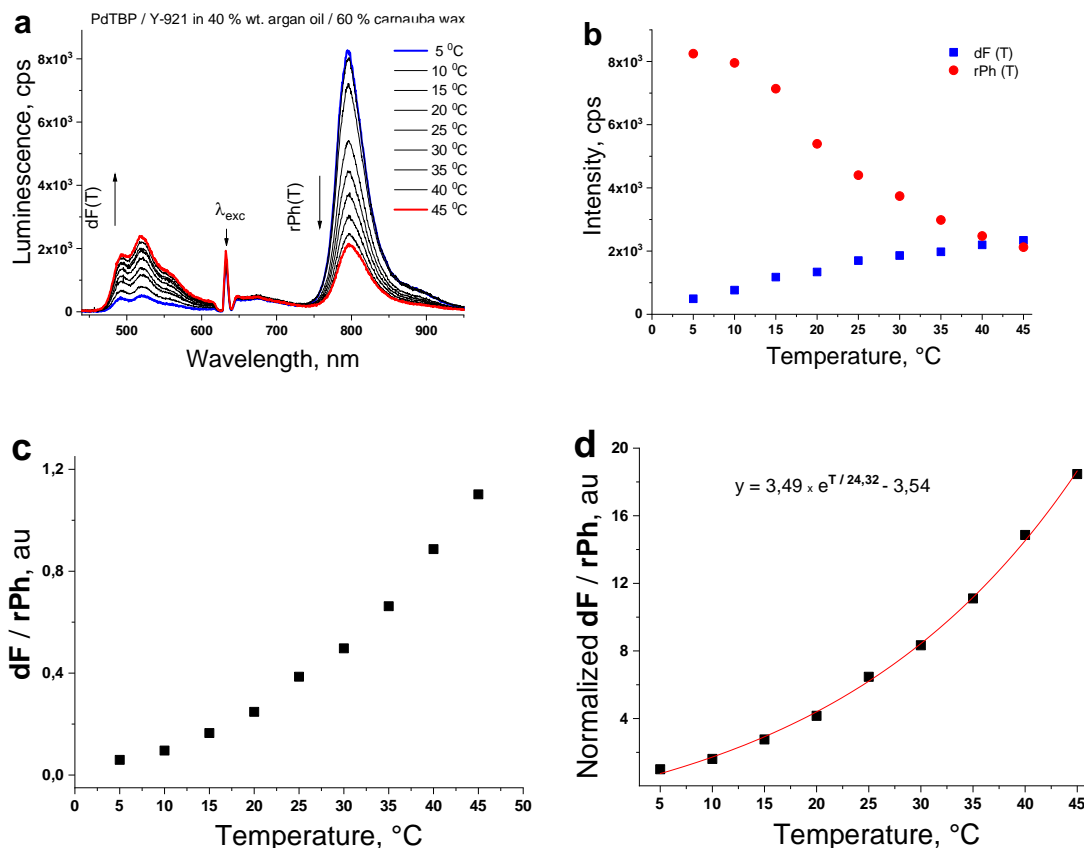 a
PdTBP / Y-921 in 40 % wt. argan oil / 60 % carnauba wax
8x10³
6x10³
4x10³
2x10³
0
Luminescence, cps
5 ⁰C
10 ⁰C
15 ⁰C
20 ⁰C
25 ⁰C
30 ⁰C
35 ⁰C
40 ⁰C
45 ⁰C
dF(T)
λexc
rPh(T)
500 600 700 800 900
Wavelength, nm
b
8x10³
6x10³
4x10³
2x10³
0
Intensity, cps
dF (T)
rPh (T)
0 5 10 15 20 25 30 35 40 45
Temperature, °C
c
1,2
0,8
0,4
0,0
dF / rPh, au
0 5 10 15 20 25 30 35 40 45 50
Temperature, °C
d
20
16
12
8
4
Normalized dF / rPh, au
y = 3,49 x e^T / 24,32 - 3,54
5 10 15 20 25 30 35 40 45
Temperature, °C